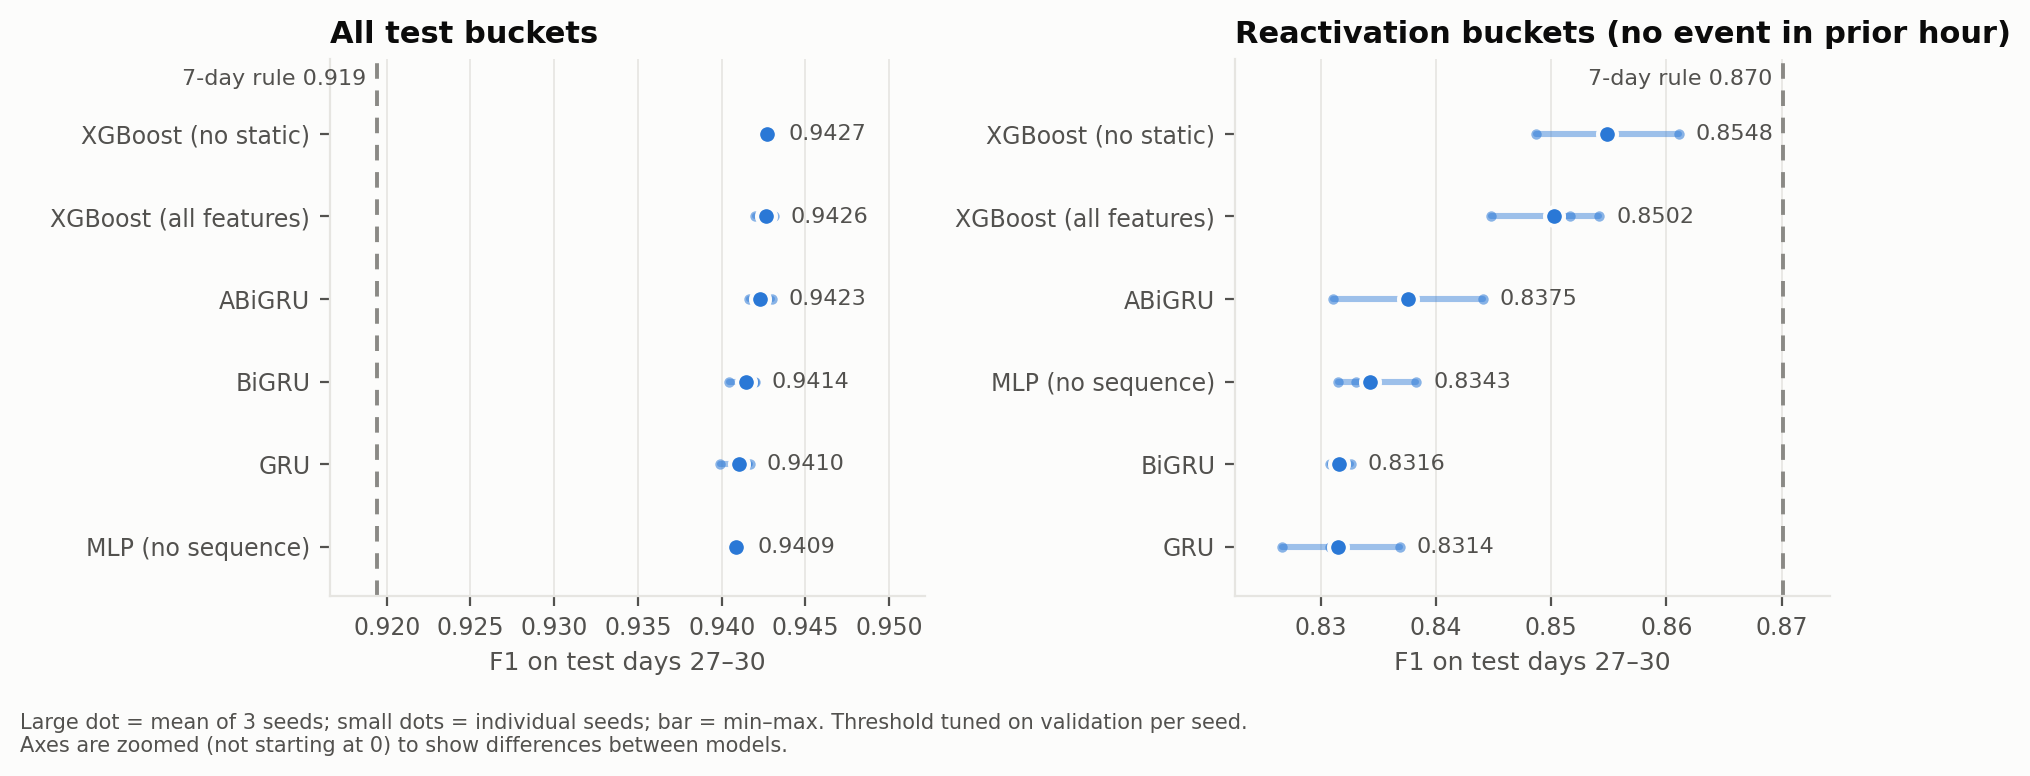 All test buckets
7-day rule 0.919
XGBoost (no static)
0.9427
XGBoost (all features)
0.9426
ABiGRU
0.9423
BiGRU
0.9414
GRU
0.9410
MLP (no sequence)
0.9409
0.920 0.925 0.930 0.935 0.940 0.945 0.950
F1 on test days 27–30
Reactivation buckets (no event in prior hour)
7-day rule 0.870
XGBoost (no static)
0.8548
XGBoost (all features)
0.8502
ABiGRU
0.8375
MLP (no sequence)
0.8343
BiGRU
0.8316
GRU
0.8314
0.83 0.84 0.85 0.86 0.87
F1 on test days 27–30
Large dot = mean of 3 seeds; small dots = individual seeds; bar = min–max. Threshold tuned on validation per seed.
Axes are zoomed (not starting at 0) to show differences between models.